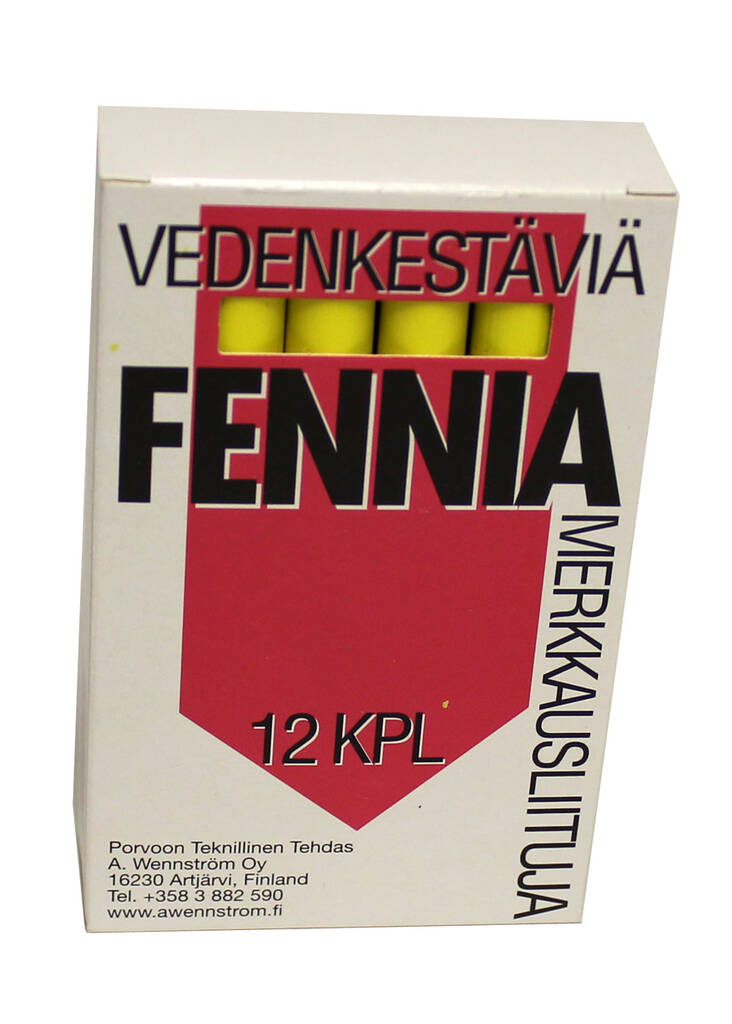 VEDENKESTÄVIÄ
FENNIA
MERKKAUSLIITUJA
12 KPL
Porvoon Teknillinen Tehdas
A. Wennström Oy
16230 Artjärvi, Finland
Tel. +358 3 882 590
www.awennstrom.fi